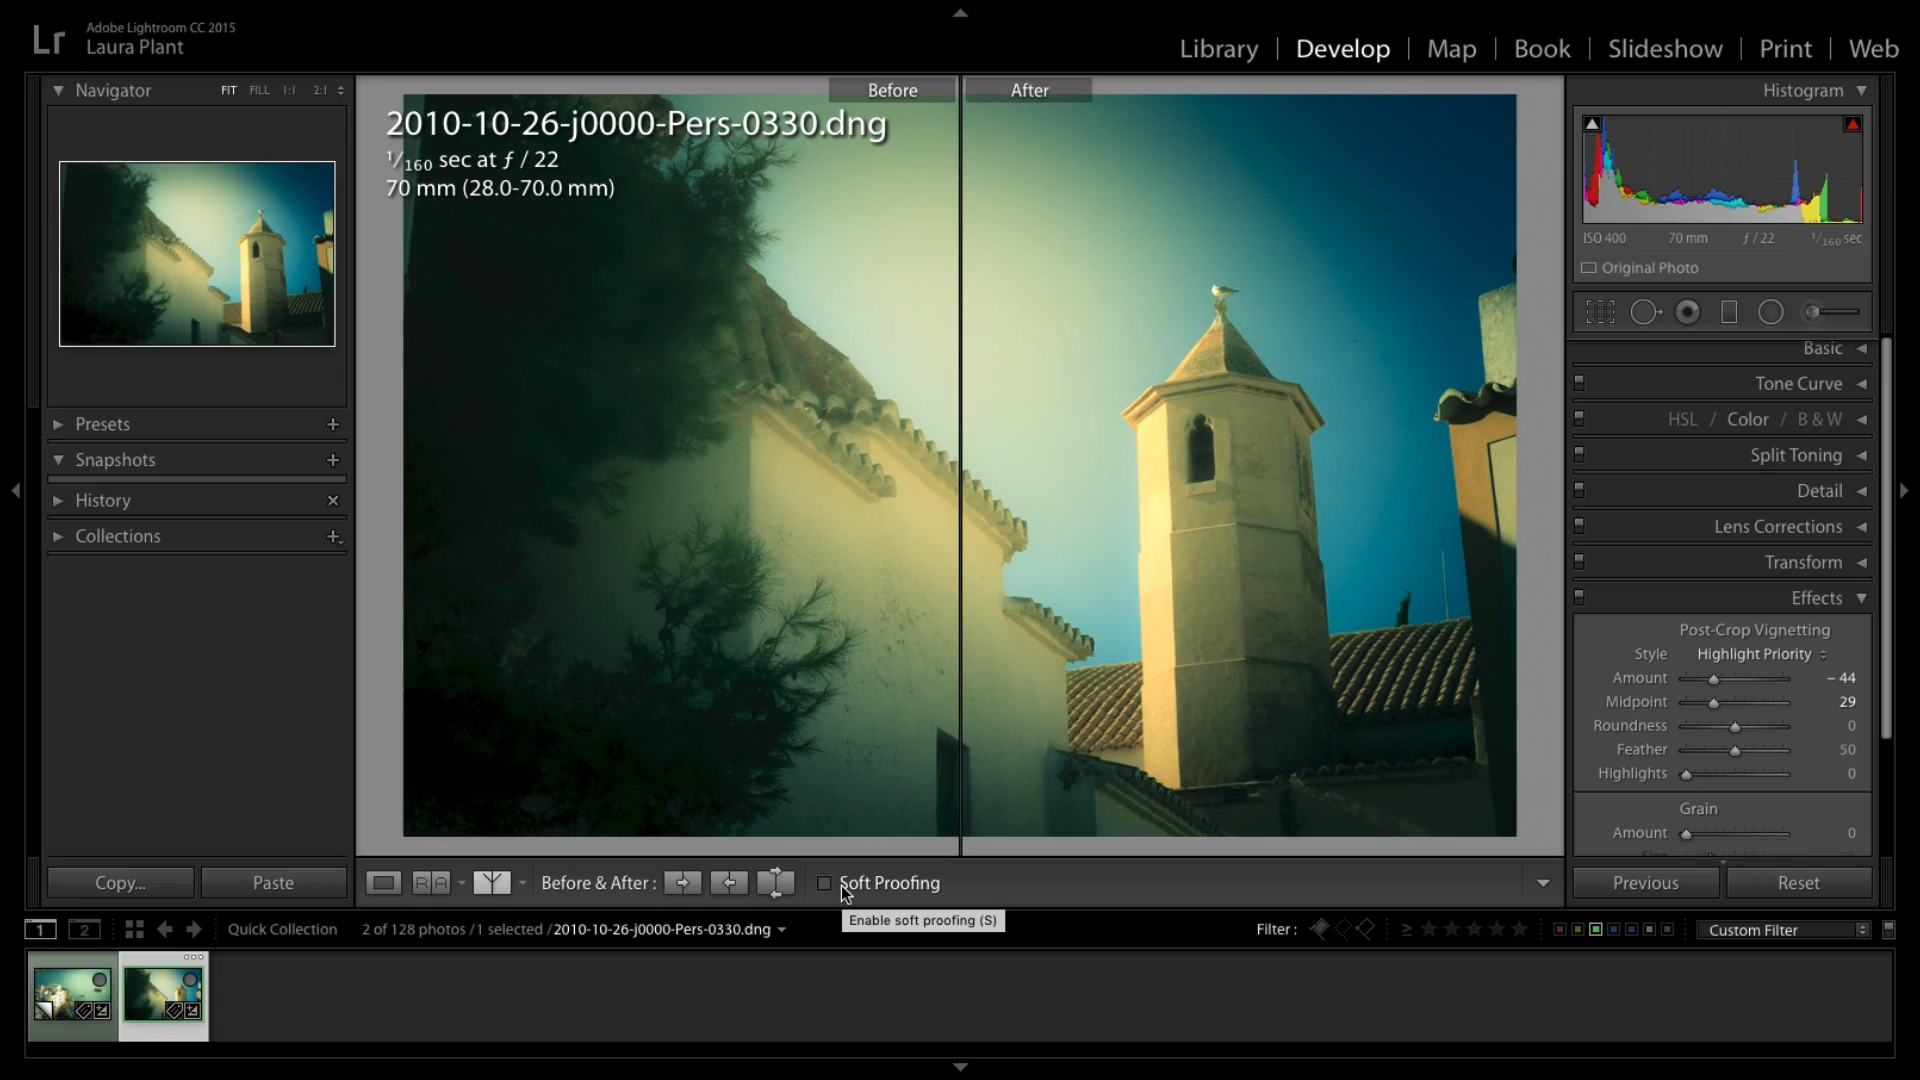 Lr
Adobe Lightroom CC 2015
Laura Plant
Library | Develop | Map | Book | Slideshow | Print | Web
Navigator FIT FILL 1:1 2:1
Presets
Snapshots
History
Collections
Copy... Paste
Before After
2010-10-26-j0000-Pers-0330.dng
1/160 sec at ƒ / 22
70 mm (28.0-70.0 mm)
R A Y Before & After : Soft Proofing
Enable soft proofing (S)
Histogram
ISO 400 70 mm ƒ / 22 1/160 sec
Original Photo
Basic
Tone Curve
HSL / Color / B & W
Split Toning
Detail
Lens Corrections
Transform
Effects
Post-Crop Vignetting
Style Highlight Priority
Amount – 44
Midpoint 29
Roundness 0
Feather 50
Highlights 0
Grain
Amount 0
Previous Reset
1 2 Quick Collection 2 of 128 photos /1 selected /2010-10-26-j0000-Pers-0330.dng Filter : ≥ Custom Filter